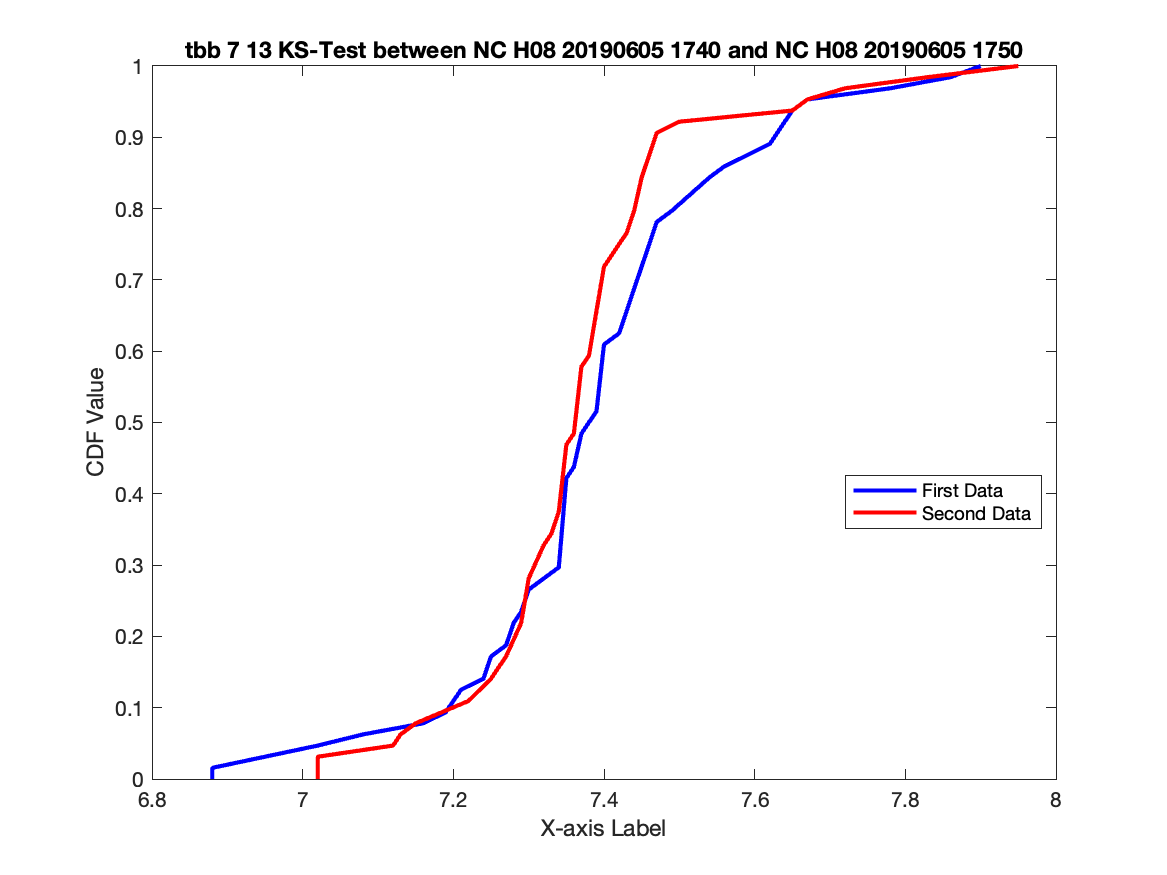 tbb 7 13 KS-Test between NC H08 20190605 1740 and NC H08 20190605 1750
1
0.9
0.8
0.7
0.6
0.5
0.4
0.3
0.2
0.1
0
CDF Value
First Data
Second Data
6.8 7 7.2 7.4 7.6 7.8 8
X-axis Label